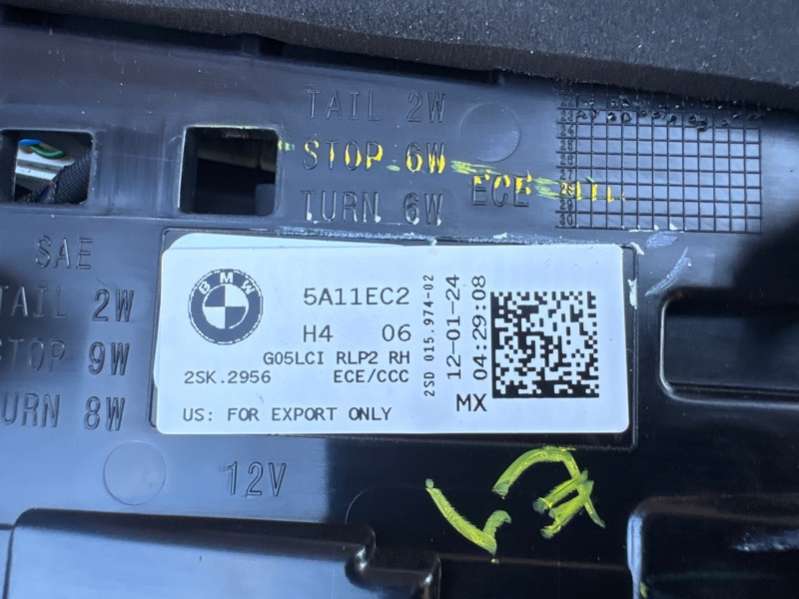 TAIL 2W
STOP 6W
TURN 6W
ECE
SAE
TAIL 2W
STOP 9W
TURN 8W
12V
BMW
5A11EC2
H4 06
G05LCI RLP2 RH
2SK.2956 ECE/CCC
US: FOR EXPORT ONLY
2SD 015.974-02
12-01-24
04:29:08
MX